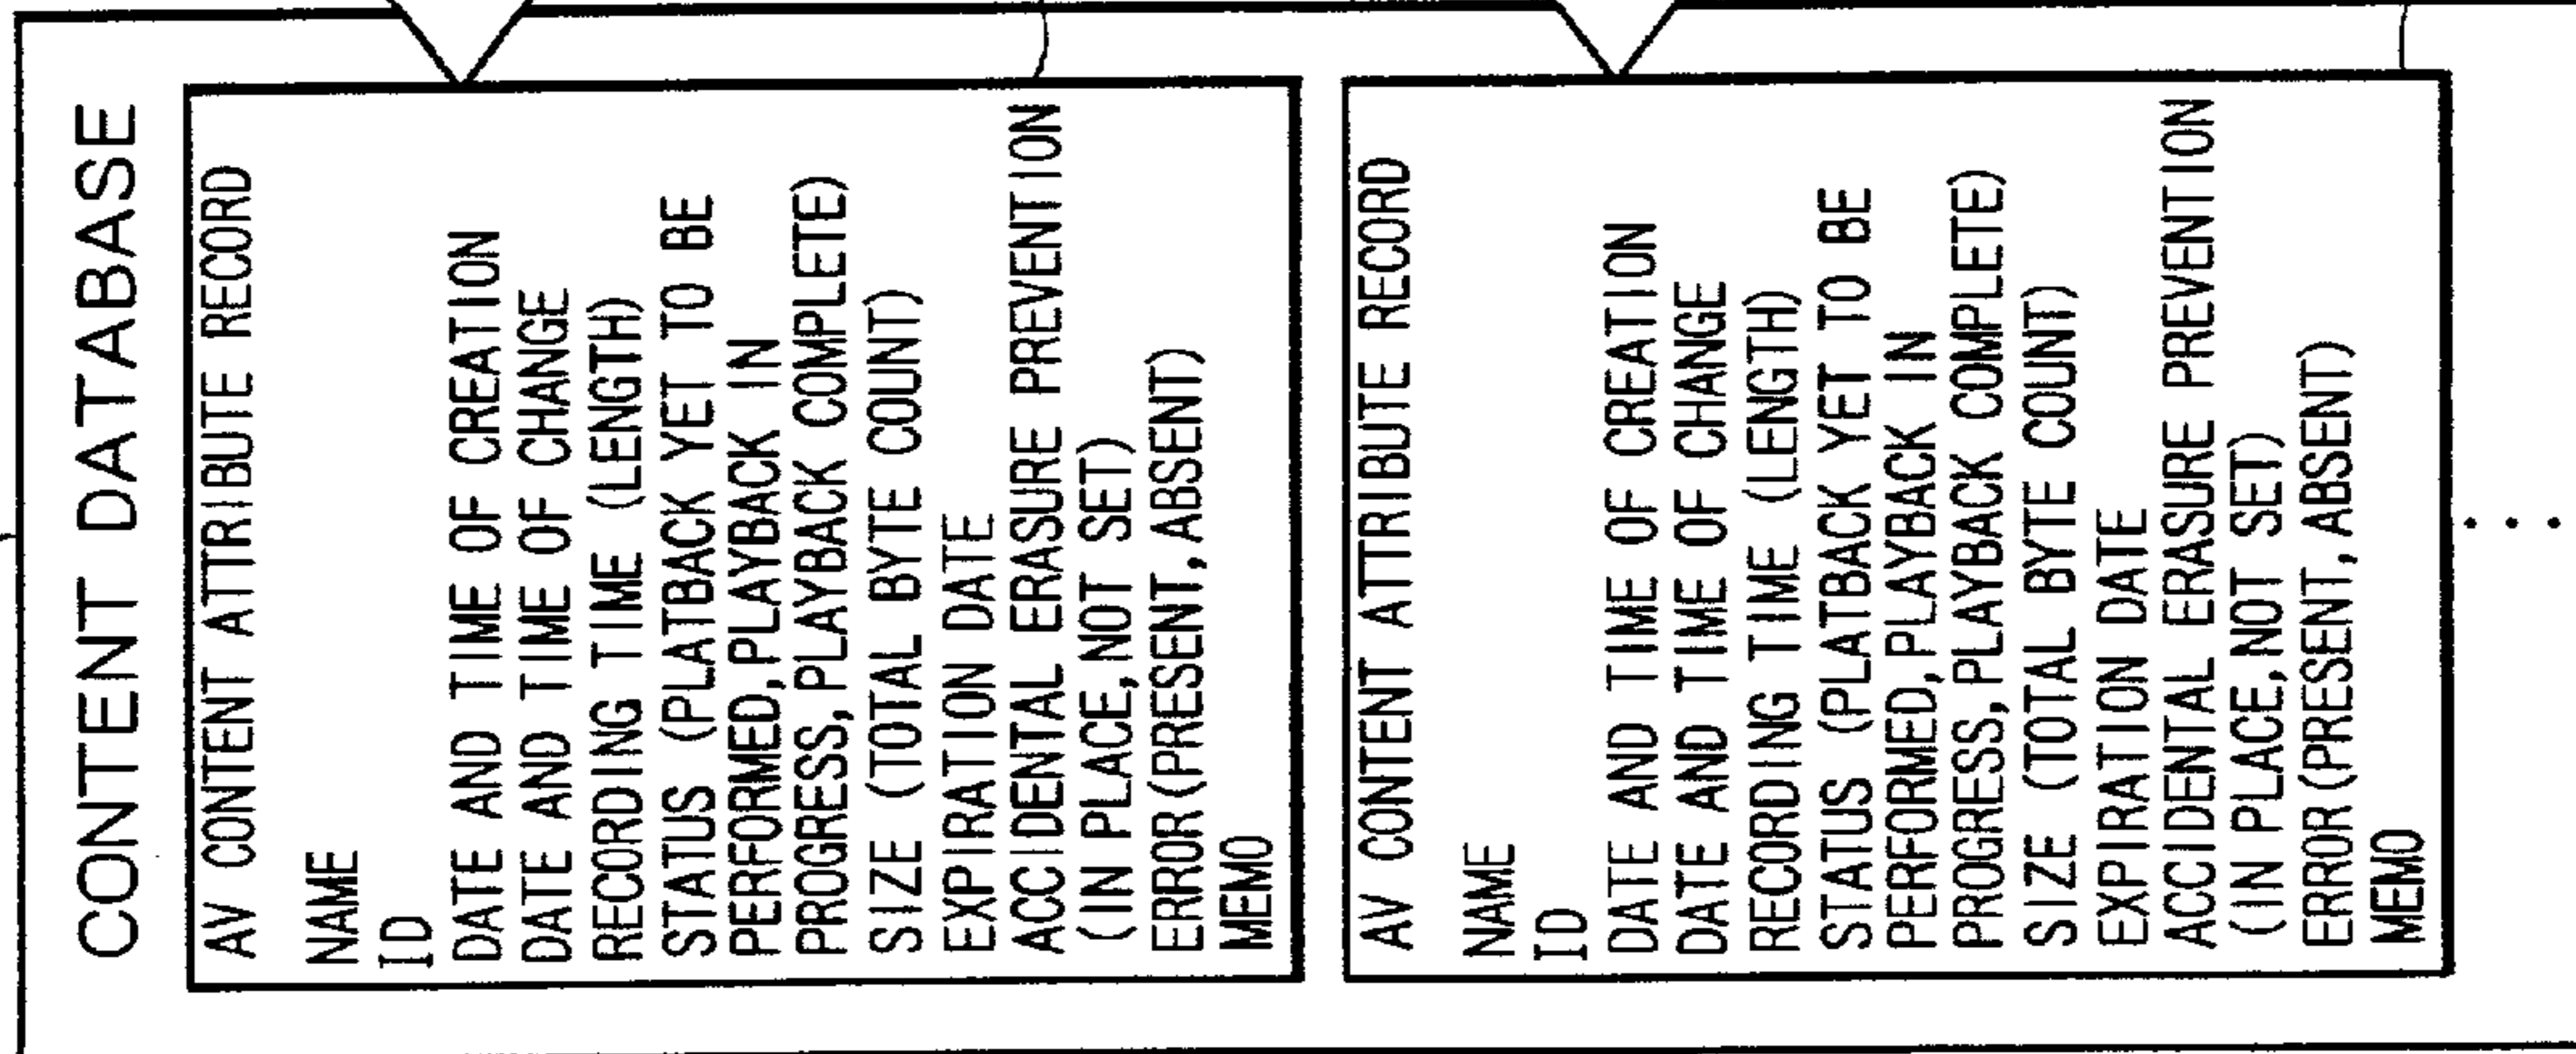 CONTENT DATABASE
AV CONTENT ATTRIBUTE RECORD
NAME
ID
DATE AND TIME OF CREATION
DATE AND TIME OF CHANGE
RECORDING TIME (LENGTH)
STATUS (PLATBACK YET TO BE
PERFORMED,PLAYBACK IN
PROGRESS,PLAYBACK COMPLETE)
SIZE (TOTAL BYTE COUNT)
EXPIRATION DATE
ACCIDENTAL ERASURE PREVENTION
(IN PLACE,NOT SET)
ERROR(PRESENT,ABSENT)
MEMO
AV CONTENT ATTRIBUTE RECORD
NAME
ID
DATE AND TIME OF CREATION
DATE AND TIME OF CHANGE
RECORDING TIME (LENGTH)
STATUS (PLATBACK YET TO BE
PERFORMED,PLAYBACK IN
PROGRESS,PLAYBACK COMPLETE)
SIZE (TOTAL BYTE COUNT)
EXPIRATION DATE
ACCIDENTAL ERASURE PREVENTION
(IN PLACE,NOT SET)
ERROR(PRESENT,ABSENT)
MEMO
...